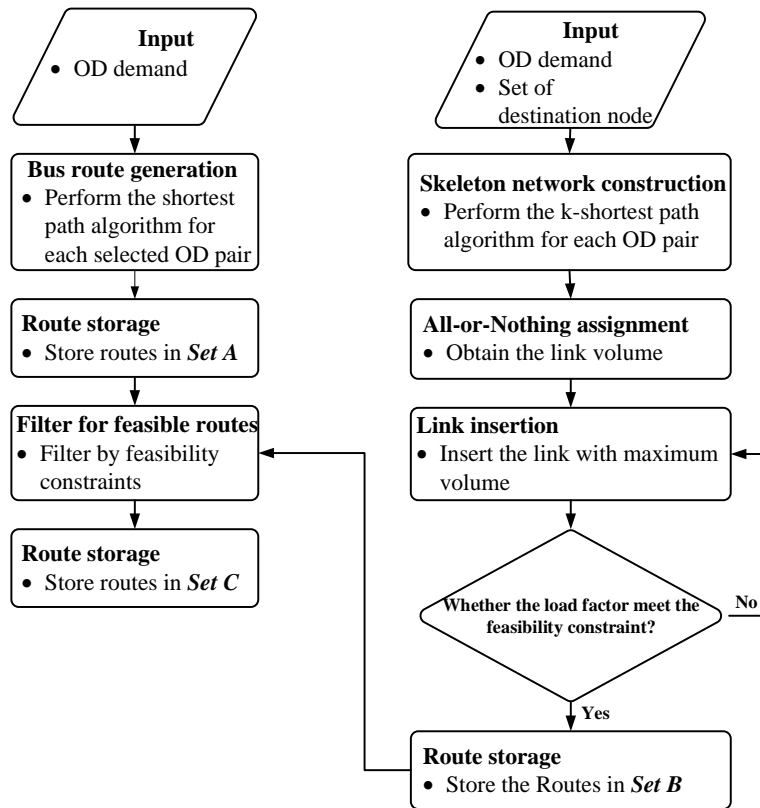 Input
• OD demand
Bus route generation
• Perform the shortest
path algorithm for
each selected OD pair
Route storage
• Store routes in Set A
Filter for feasible routes
• Filter by feasibility
constraints
Route storage
• Store routes in Set C
Input
• OD demand
• Set of
destination node
Skeleton network construction
• Perform the k-shortest path
algorithm for each OD pair
All-or-Nothing assignment
• Obtain the link volume
Link insertion
• Insert the link with maximum
volume
Whether the load factor meet the
feasibility constraint?
No
Yes
Route storage
• Store the Routes in Set B